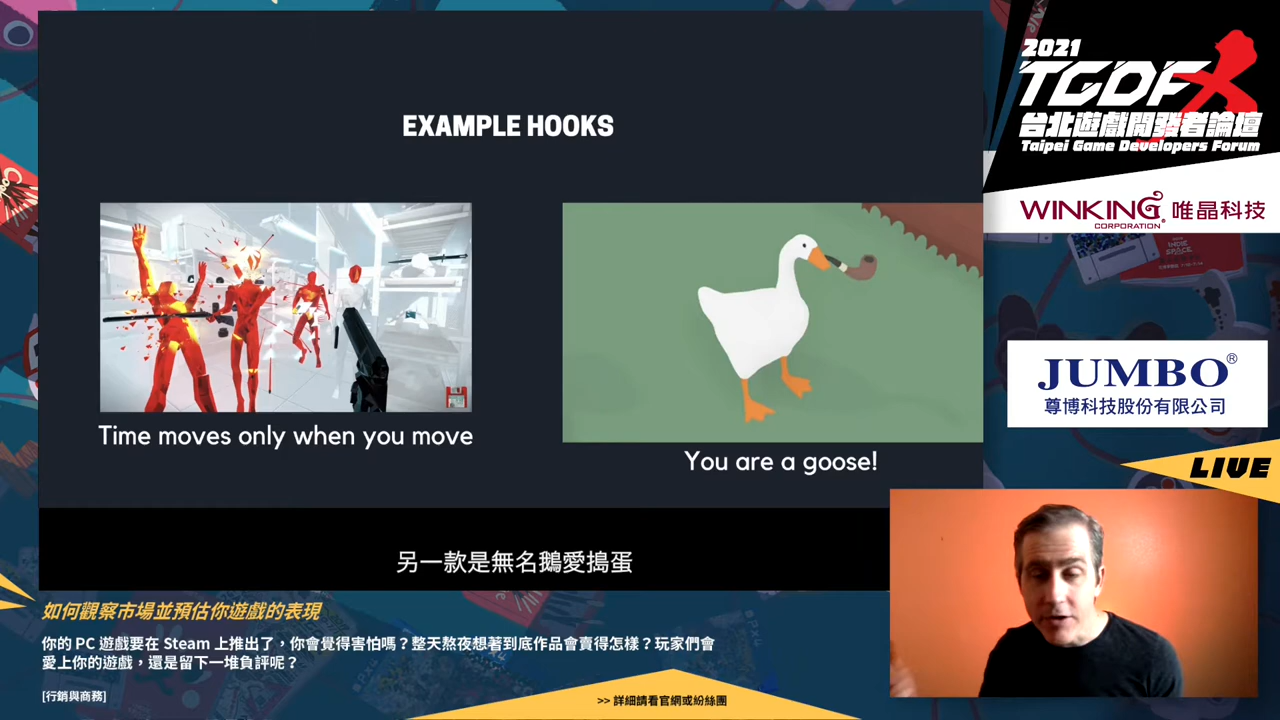 EXAMPLE HOOKS
Time moves only when you move
You are a goose!
另一款是無名鵝愛搗蛋
如何觀察市場並預估你遊戲的表現
你的 PC 遊戲要在 Steam 上推出了，你會覺得害怕嗎？整天熬夜想著到底作品會賣得怎樣？玩家們會
愛上你的遊戲，還是留下一堆負評呢？
[行銷與商務]
>> 詳細請看官網或粉絲團
2021
TGDF X
台北遊戲開發者論壇
Taipei Game Developers Forum
WINKING 唯晶科技
CORPORATION
INDIE
SPACE
JUMBO®
尊博科技股份有限公司
LIVE